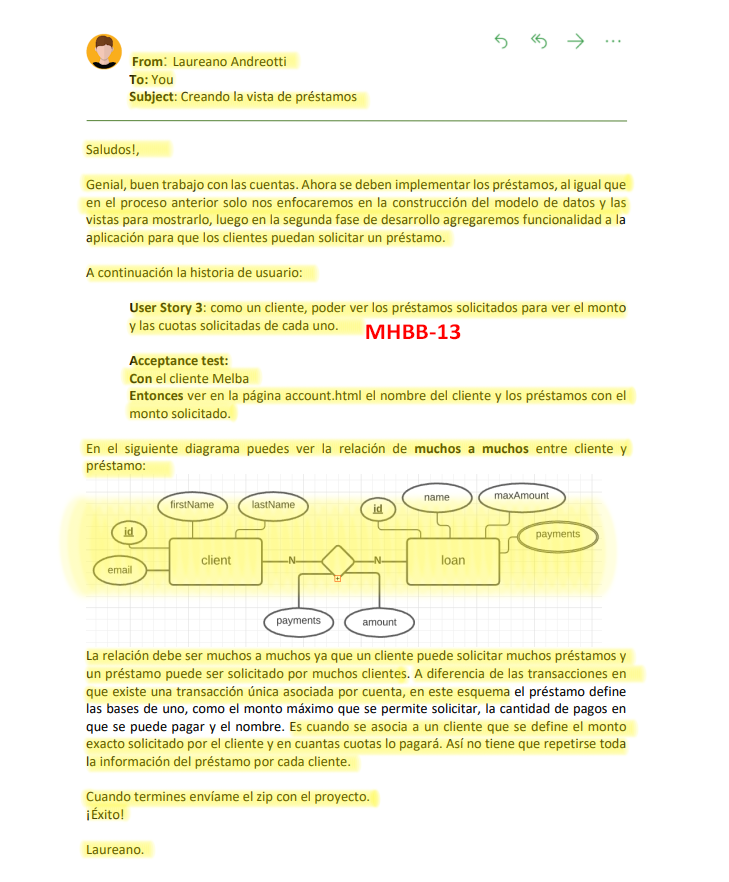 From: Laureano Andreotti
To: You
Subject: Creando la vista de préstamos
Saludos!,
Genial, buen trabajo con las cuentas. Ahora se deben implementar los préstamos, al igual que
en el proceso anterior solo nos enfocaremos en la construcción del modelo de datos y las
vistas para mostrarlo, luego en la segunda fase de desarrollo agregaremos funcionalidad a la
aplicación para que los clientes puedan solicitar un préstamo.
A continuación la historia de usuario:
User Story 3: como un cliente, poder ver los préstamos solicitados para ver el monto
y las cuotas solicitadas de cada uno.
MHBB-13
Acceptance test:
Con el cliente Melba
Entonces ver en la página account.html el nombre del cliente y los préstamos con el
monto solicitado.
En el siguiente diagrama puedes ver la relación de muchos a muchos entre cliente y
préstamo:
firstName
lastName
id
name
maxAmount
id
payments
email
client
N
N
loan
payments
amount
La relación debe ser muchos a muchos ya que un cliente puede solicitar muchos préstamos y
un préstamo puede ser solicitado por muchos clientes. A diferencia de las transacciones en
que existe una transacción única asociada por cuenta, en este esquema el préstamo define
las bases de uno, como el monto máximo que se permite solicitar, la cantidad de pagos en
que se puede pagar y el nombre. Es cuando se asocia a un cliente que se define el monto
exacto solicitado por el cliente y en cuantas cuotas lo pagará. Así no tiene que repetirse toda
la información del préstamo por cada cliente.
Cuando termines envíame el zip con el proyecto.
¡Éxito!
Laureano.